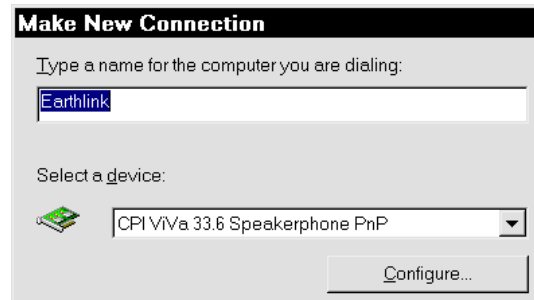 Make New Connection
Type a name for the computer you are dialing:
Earthlink
Select a device:
CPI ViVa 33.6 Speakerphone PnP
Configure...